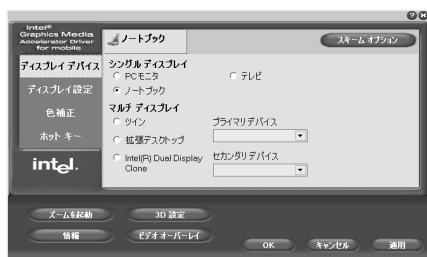 Intel®
Graphics Media
Accelerator Driver
for mobile
ノートブック
スキーム オプション
ディスプレイ デバイス
ディスプレイ設定
色補正
ホット キー
intel.
シングル ディスプレイ
PCモニタ
テレビ
ノートブック
マルチ ディスプレイ
ツイン
プライマリ デバイス
拡張デスクトップ
Intel(R) Dual Display
Clone
セカンダリ デバイス
ズームを起動
3D 設定
情報
ビデオ オーバーレイ
OK
キャンセル
適用